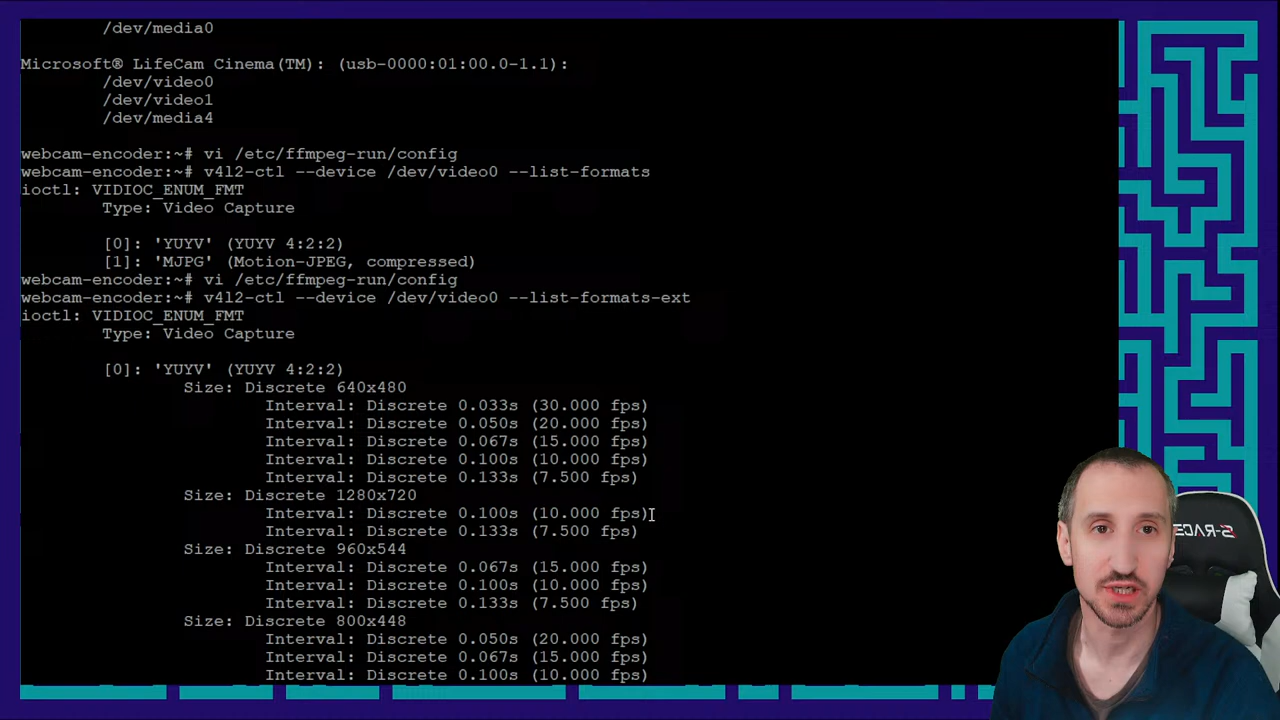 /dev/media0
Microsoft® LifeCam Cinema(TM): (usb-0000:01:00.0-1.1):
/dev/video0
/dev/video1
/dev/media4
webcam-encoder:~# vi /etc/ffmpeg-run/config
webcam-encoder:~# v4l2-ctl --device /dev/video0 --list-formats
ioctl: VIDIOC_ENUM_FMT
Type: Video Capture
[0]: 'YUYV' (YUYV 4:2:2)
[1]: 'MJPG' (Motion-JPEG, compressed)
webcam-encoder:~# vi /etc/ffmpeg-run/config
webcam-encoder:~# v4l2-ctl --device /dev/video0 --list-formats-ext
ioctl: VIDIOC_ENUM_FMT
Type: Video Capture
[0]: 'YUYV' (YUYV 4:2:2)
Size: Discrete 640x480
Interval: Discrete 0.033s (30.000 fps)
Interval: Discrete 0.050s (20.000 fps)
Interval: Discrete 0.067s (15.000 fps)
Interval: Discrete 0.100s (10.000 fps)
Interval: Discrete 0.133s (7.500 fps)
Size: Discrete 1280x720
Interval: Discrete 0.100s (10.000 fps)
Interval: Discrete 0.133s (7.500 fps)
Size: Discrete 960x544
Interval: Discrete 0.067s (15.000 fps)
Interval: Discrete 0.100s (10.000 fps)
Interval: Discrete 0.133s (7.500 fps)
Size: Discrete 800x448
Interval: Discrete 0.050s (20.000 fps)
Interval: Discrete 0.067s (15.000 fps)
Interval: Discrete 0.100s (10.000 fps)